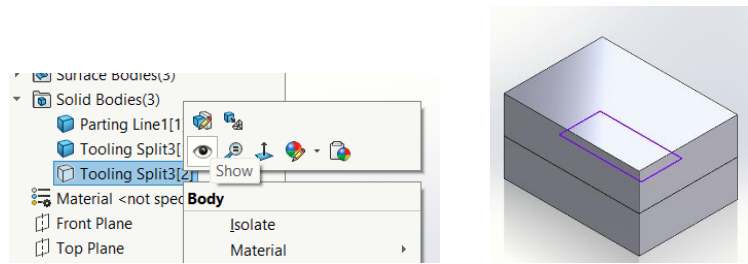 Surface Bodies(3)
Solid Bodies(3)
Parting Line1[1
Tooling Split3[
Tooling Split3[2]
Show
Material <not spec
Body
Front Plane
Isolate
Top Plane
Material